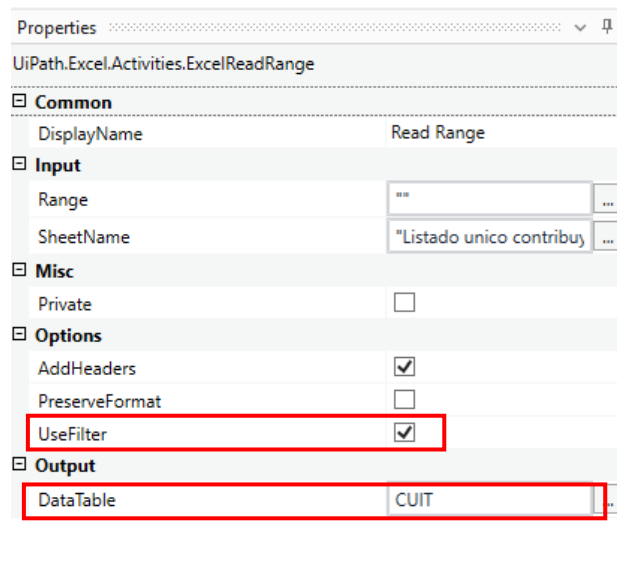 Properties
UiPath.Excel.Activities.ExcelReadRange
Common
DisplayName Read Range
Input
Range "" ...
SheetName "Listado unico contribuy ...
Misc
Private
Options
AddHeaders
PreserveFormat
UseFilter
Output
DataTable CUIT ...